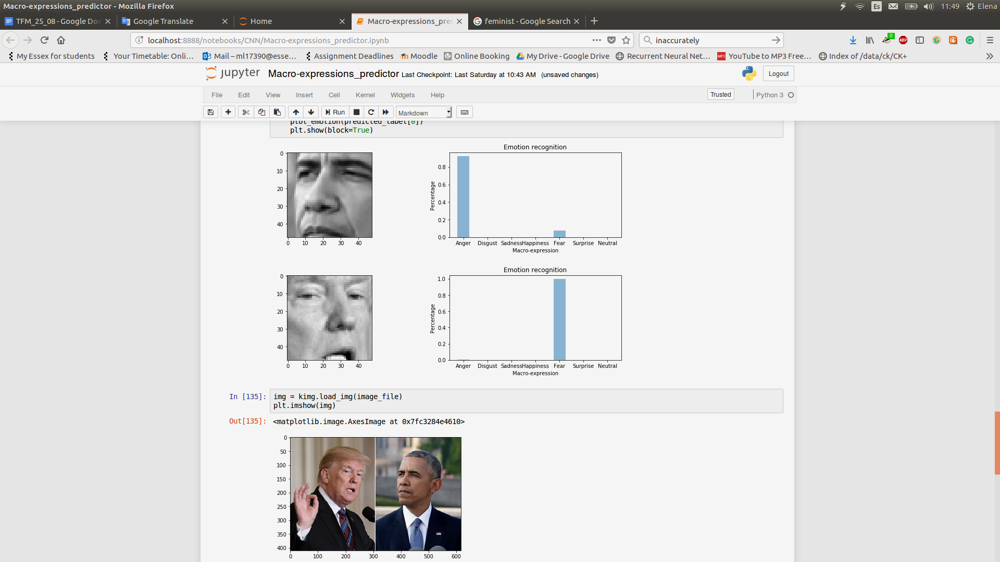 Macro-expressions_predictor - Mozilla Firefox
Es
11:49
Elena
TFM_25_08 - Google Doc
Google Translate
Home
Macro-expressions_pre
feminist - Google Search
localhost:8888/notebooks/CNN/Macro-expressions_predictor.ipynb
inaccurately
0
ABP
My Essex for students
Your Timetable: Onli…
Mail – ml17390@esse…
Assignment Deadlines
Moodle
Online Booking
My Drive - Google Drive
Recurrent Neural Net…
MP3
YouTube to MP3 Free…
Index of /data/ck/CK+
jupyter
Macro-expressions_predictor Last Checkpoint: Last Saturday at 10:43 AM (unsaved changes)
Logout
File Edit View Insert Cell Kernel Widgets Help
Trusted
Python 3
Run
Markdown
plot_emotion(predicted_label[0])
plt.show(block=True)
0
10
20
30
40
0 10 20 30 40
Emotion recognition
Percentage
0.8
0.6
0.4
0.2
0.0
Anger Disgust Sadness Happiness Fear Surprise Neutral
Macro-expression
0
10
20
30
40
0 10 20 30 40
Emotion recognition
Percentage
1.0
0.8
0.6
0.4
0.2
0.0
Anger Disgust Sadness Happiness Fear Surprise Neutral
Macro-expression
In [135]:
img = kimg.load_img(image_file)
plt.imshow(img)
Out[135]:
<matplotlib.image.AxesImage at 0x7fc3284e4610>
0
50
100
150
200
250
300
350
400
0 100 200 300 400 500 600